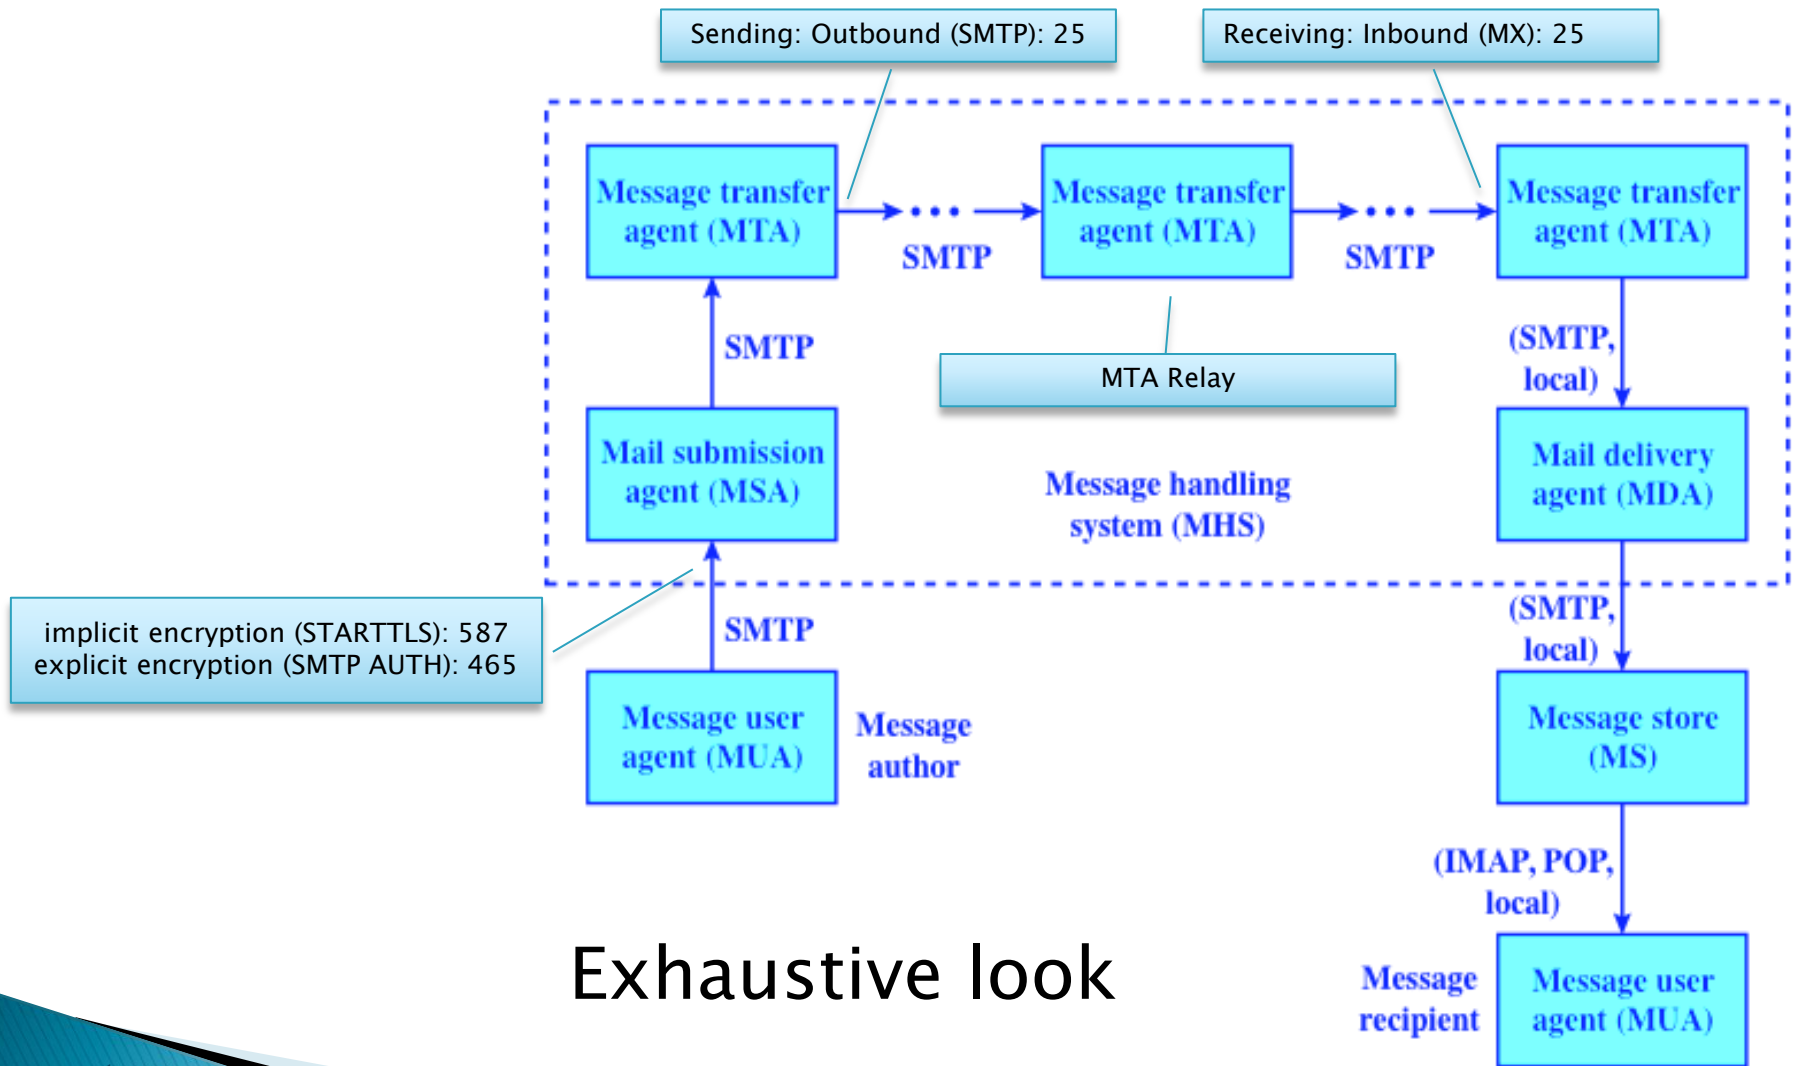 Sending: Outbound (SMTP): 25
Receiving: Inbound (MX): 25
Message transfer
agent (MTA)
SMTP
Message transfer
agent (MTA)
SMTP
Message transfer
agent (MTA)
SMTP
MTA Relay
(SMTP,
local)
Mail submission
agent (MSA)
Message handling
system (MHS)
Mail delivery
agent (MDA)
implicit encryption (STARTTLS): 587
explicit encryption (SMTP AUTH): 465
SMTP
(SMTP,
local)
Message user
agent (MUA)
Message
author
Message store
(MS)
(IMAP, POP,
local)
Exhaustive look
Message
recipient
Message user
agent (MUA)